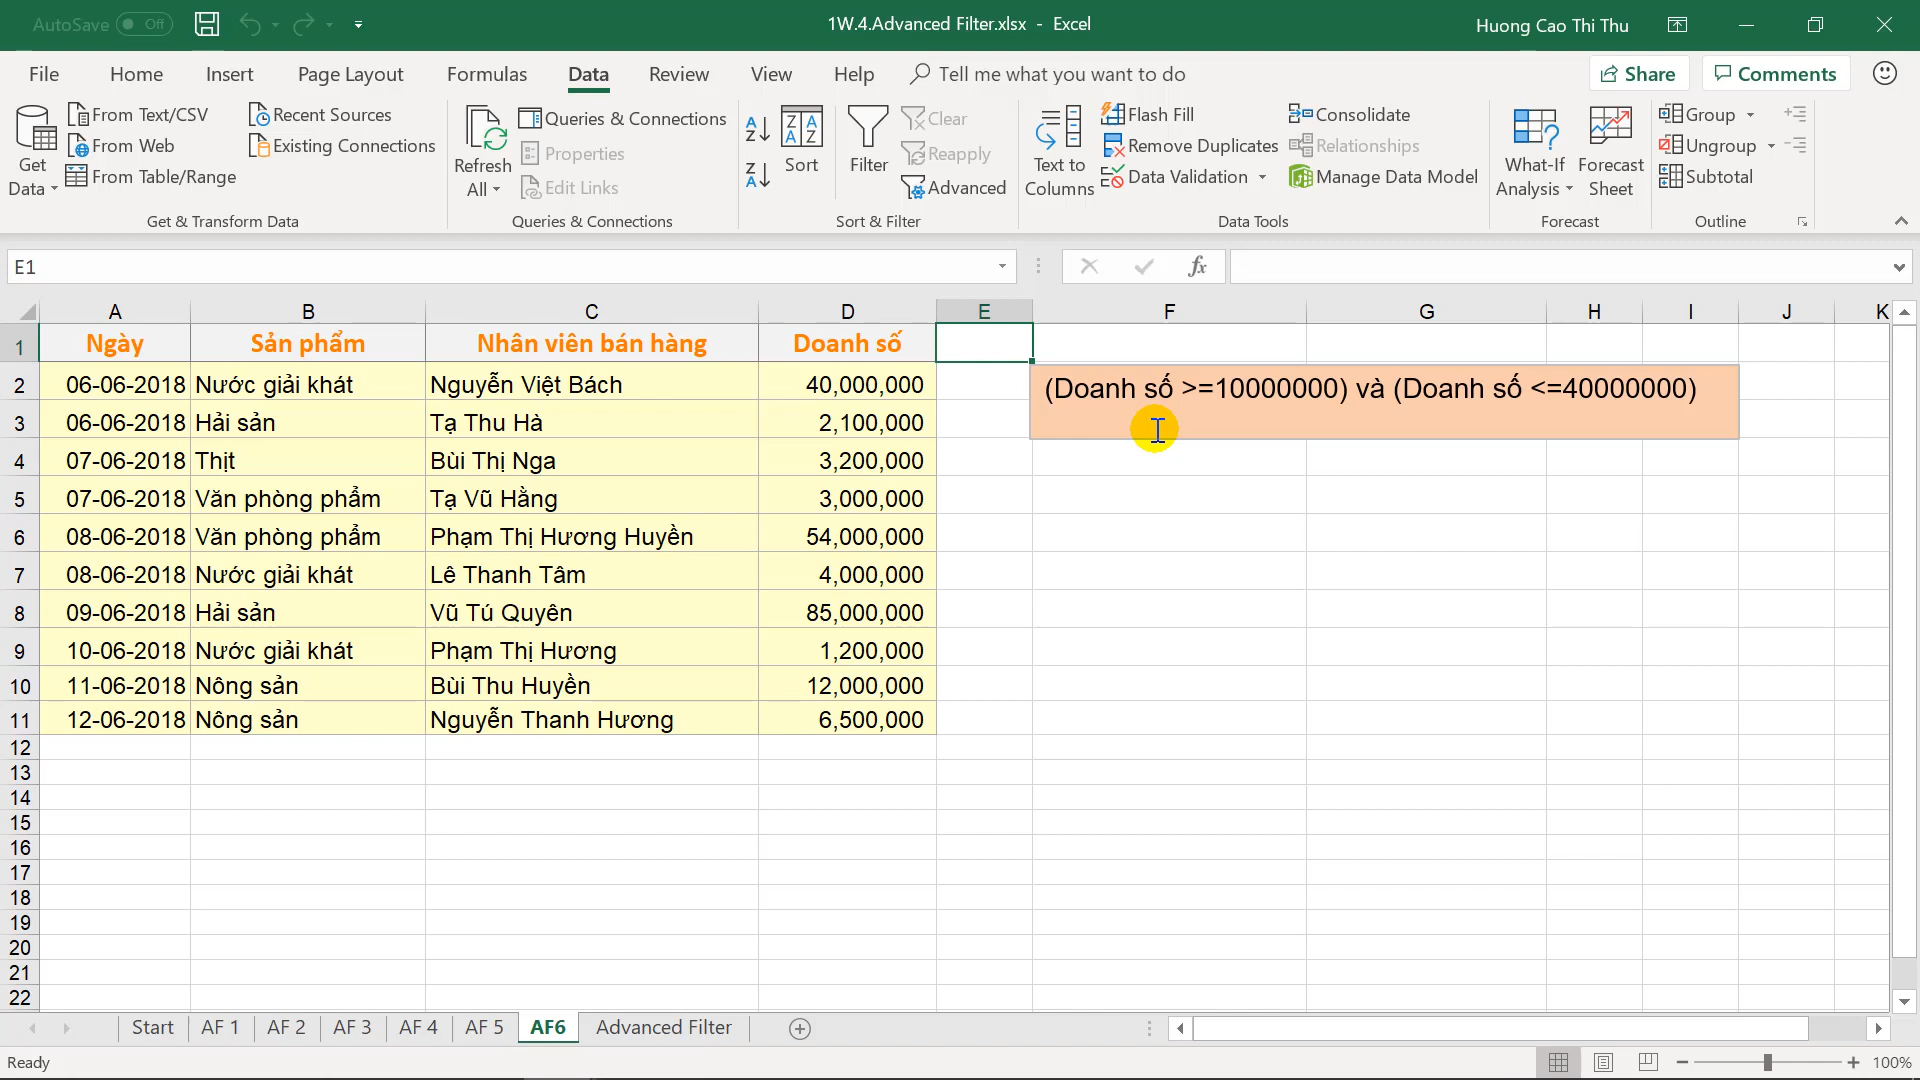 AutoSave Off
1W.4.Advanced Filter.xlsx - Excel
Huong Cao Thi Thu
File Home Insert Page Layout Formulas Data Review View Help Tell me what you want to do Share Comments
Get Data
From Text/CSV
From Web
From Table/Range
Recent Sources
Existing Connections
Get & Transform Data
Refresh All
Queries & Connections
Properties
Edit Links
Queries & Connections
Sort
Filter
Clear
Reapply
Advanced
Sort & Filter
Text to Columns
Flash Fill
Remove Duplicates
Data Validation
Consolidate
Relationships
Manage Data Model
Data Tools
What-If Analysis
Forecast Sheet
Forecast
Group
Ungroup
Subtotal
Outline
E1
fx
A B C D E F G H I J K
1 Ngày Sản phẩm Nhân viên bán hàng Doanh số
2 06-06-2018 Nước giải khát Nguyễn Việt Bách 40,000,000
(Doanh số >=10000000) và (Doanh số <=40000000)
3 06-06-2018 Hải sản Tạ Thu Hà 2,100,000
4 07-06-2018 Thịt Bùi Thị Nga 3,200,000
5 07-06-2018 Văn phòng phẩm Tạ Vũ Hằng 3,000,000
6 08-06-2018 Văn phòng phẩm Phạm Thị Hương Huyền 54,000,000
7 08-06-2018 Nước giải khát Lê Thanh Tâm 4,000,000
8 09-06-2018 Hải sản Vũ Tú Quyên 85,000,000
9 10-06-2018 Nước giải khát Phạm Thị Hương 1,200,000
10 11-06-2018 Nông sản Bùi Thu Huyền 12,000,000
11 12-06-2018 Nông sản Nguyễn Thanh Hương 6,500,000
12
13
14
15
16
17
18
19
20
21
22
Start AF 1 AF 2 AF 3 AF 4 AF 5 AF6 Advanced Filter
Ready
100%